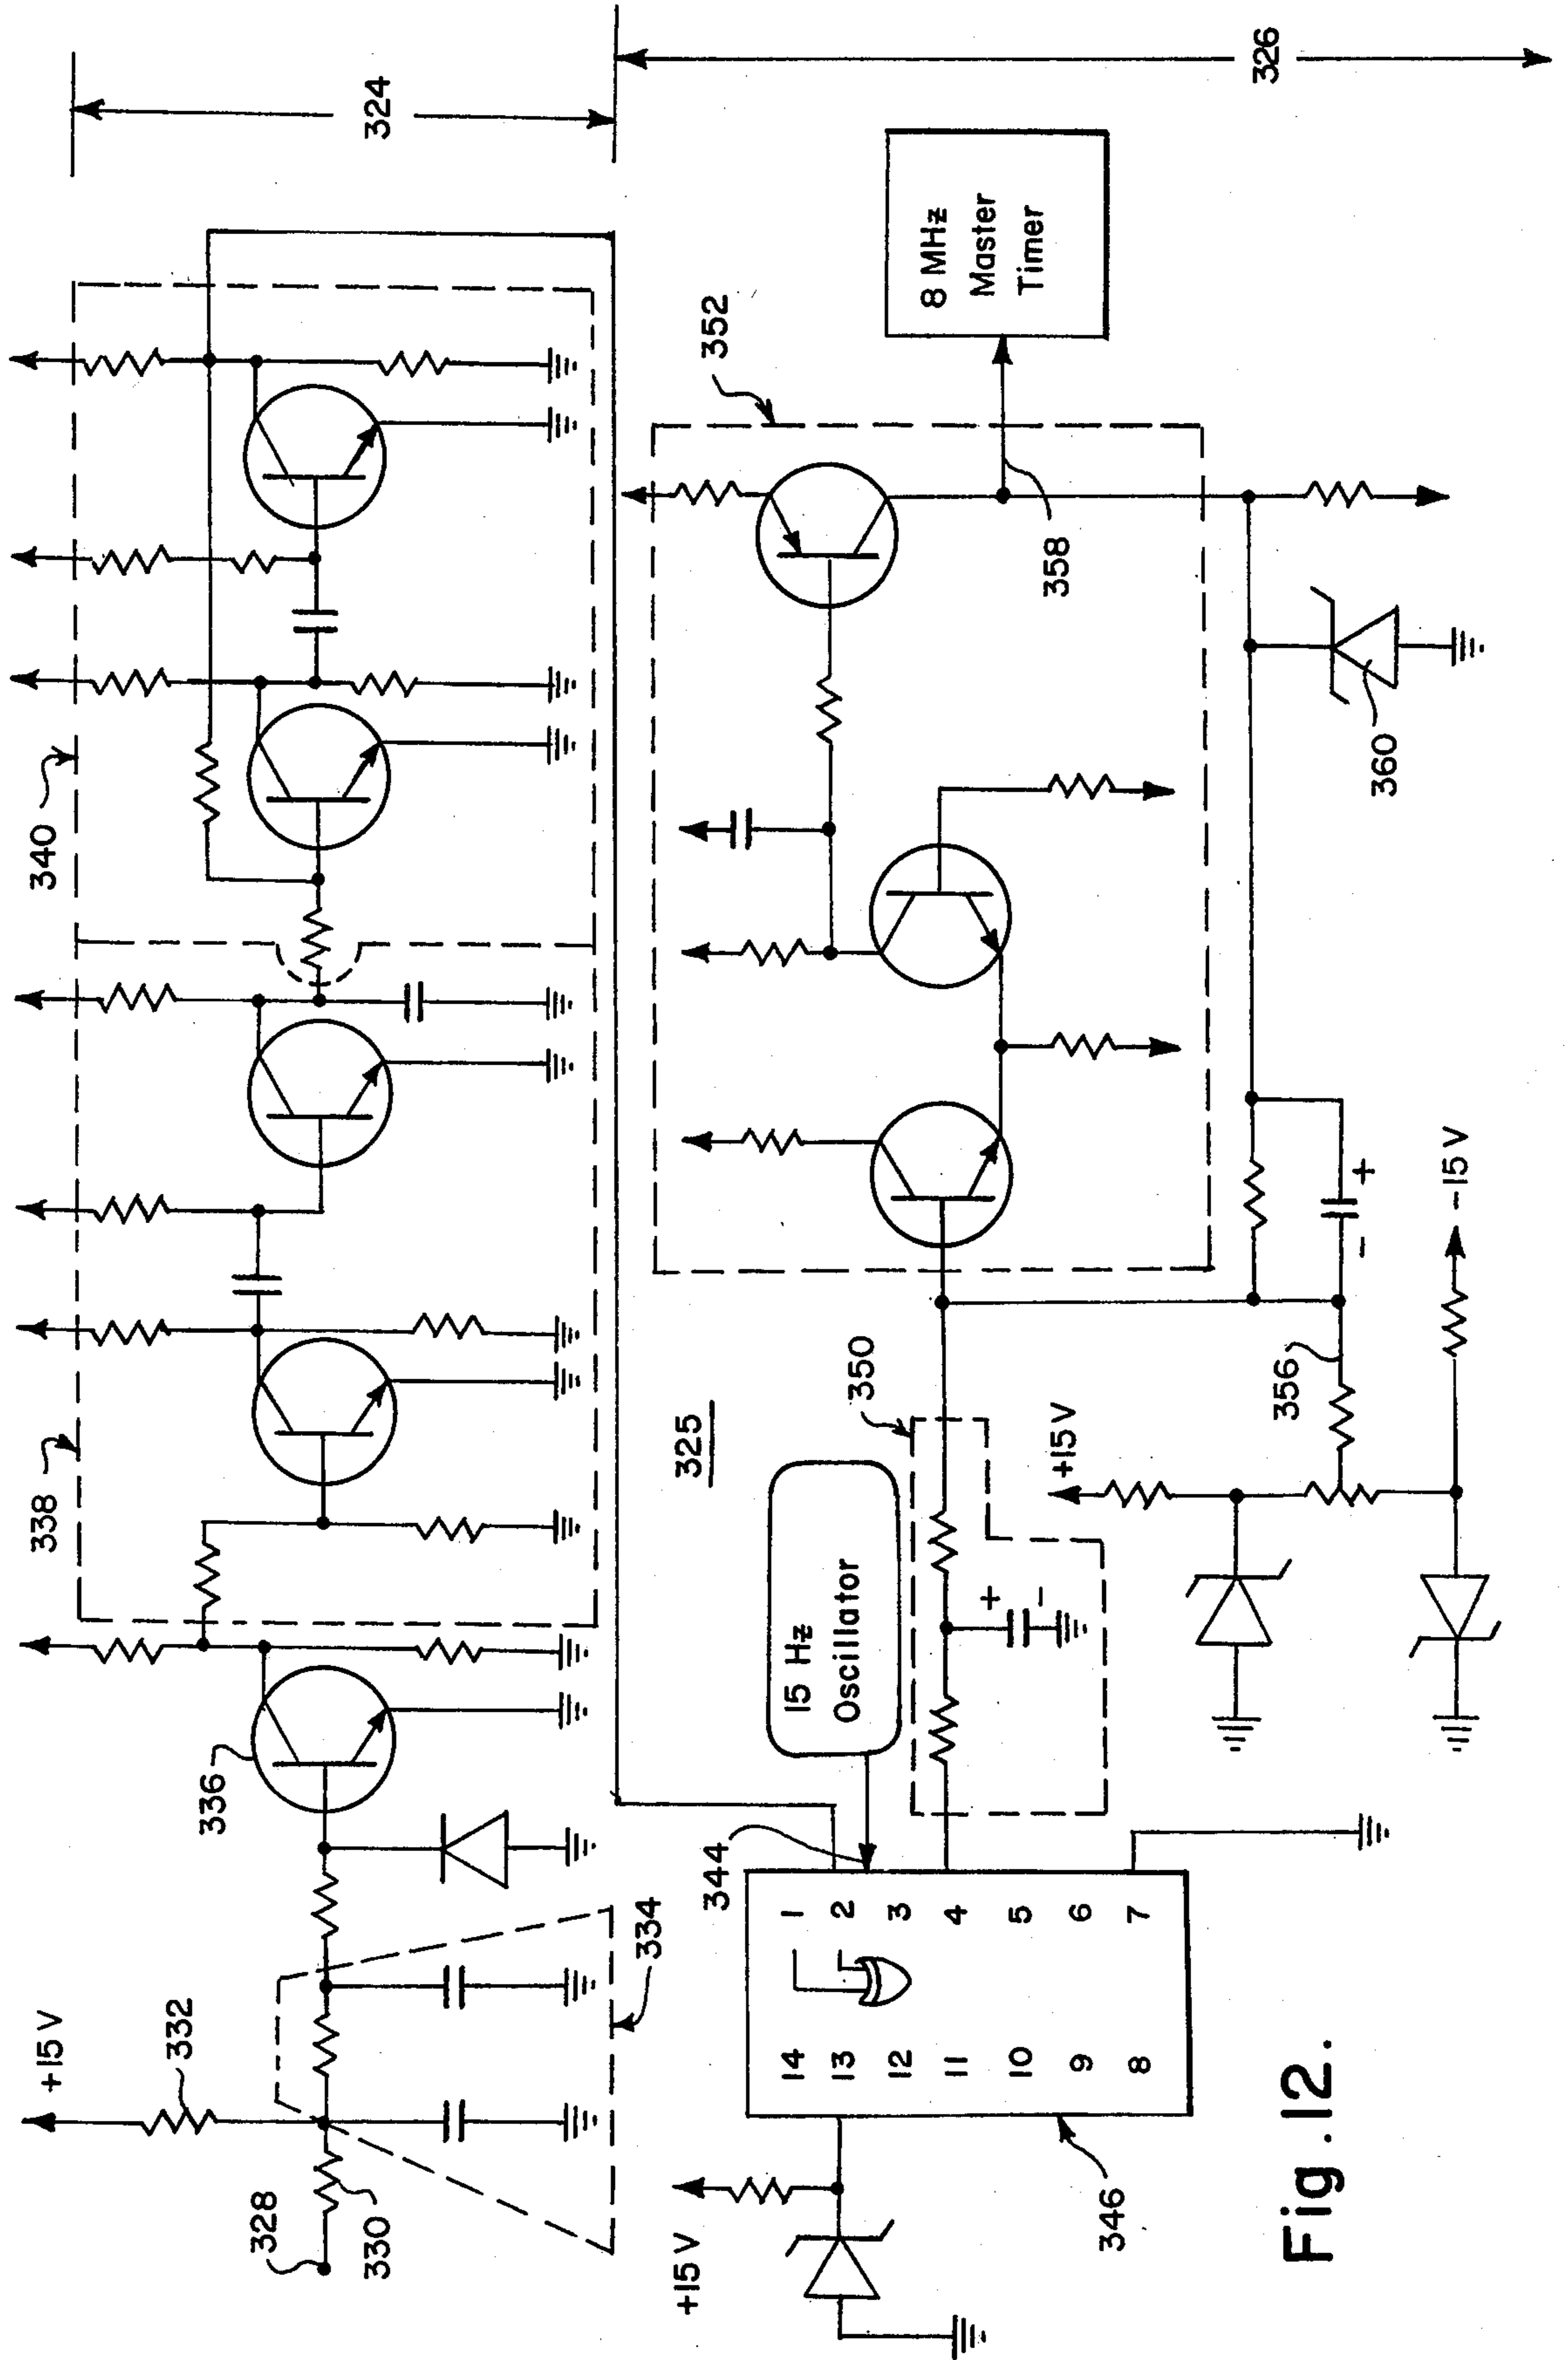 324
340
338
336
+15V
332
334
328
330
326
8 MHz
Master
Timer
352
358
360
325
15 Hz
Oscillator
350
356
+15V
-15V
+ -
+ -
344
14 1
13 2
12 3
11 4
10 5
9 6
8 7
346
+15V
Fig.12.